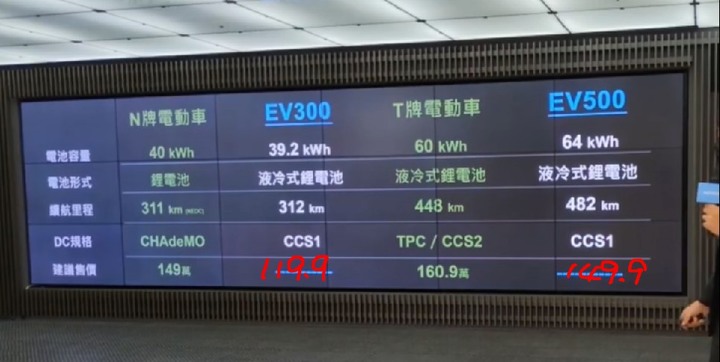 N牌電動車 EV300 T牌電動車 EV500
電池容量 40 kWh 39.2 kWh 60 kWh 64 kWh
電池形式 鋰電池 液冷式鋰電池 液冷式鋰電池 液冷式鋰電池
續航里程 311 km (NEDC) 312 km 448 km 482 km
DC規格 CHAdeMO CCS1 TPC / CCS2 CCS1
建議售價 149萬 119.9 160.9萬 149.9